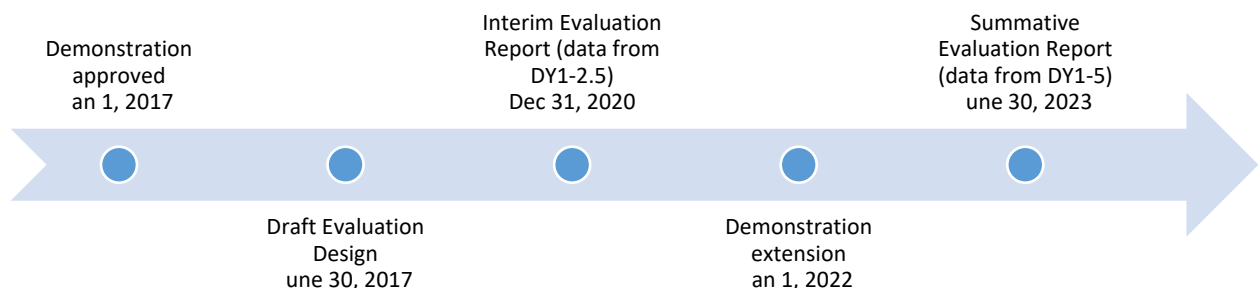 Demonstration
approved
an 1, 2017
Draft Evaluation
Design
une 30, 2017
Interim Evaluation
Report (data from
DY1-2.5)
Dec 31, 2020
Demonstration
extension
an 1, 2022
Summative
Evaluation Report
(data from DY1-5)
une 30, 2023